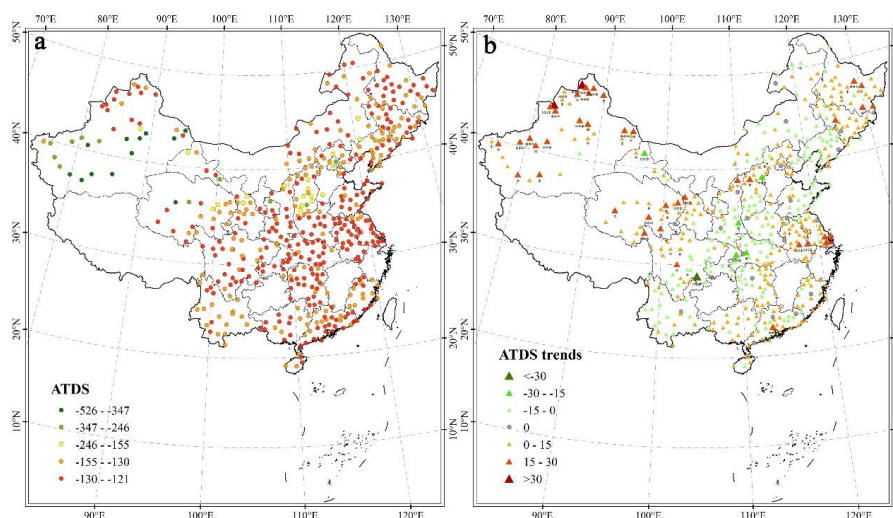 70°E 80°E 90°E 100°E 110°E 120°E 130°E
a
50°N
40°N
30°N
20°N
10°N
50°N
40°N
30°N
20°N
10°N
ATDS
-526 - -347
-347 - -246
-246 - -155
-155 - -130
-130 - -121
90°E 100°E 110°E 120°E
70°E 80°E 90°E 100°E 110°E 120°E 130°E
b
50°N
40°N
30°N
20°N
10°N
50°N
40°N
30°N
20°N
10°N
ATDS trends
<-30
-30 - -15
-15 - 0
0
0 - 15
15 - 30
>30
90°E 100°E 110°E 120°E